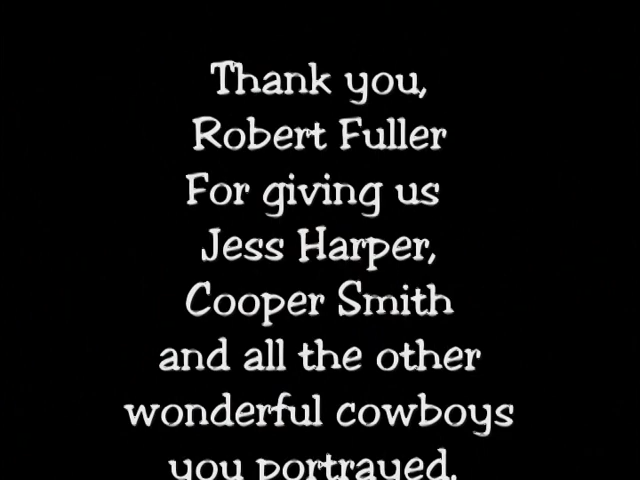 Thank you,
Robert Fuller
For giving us
Jess Harper,
Cooper Smith
and all the other
wonderful cowboys
you portrayed.